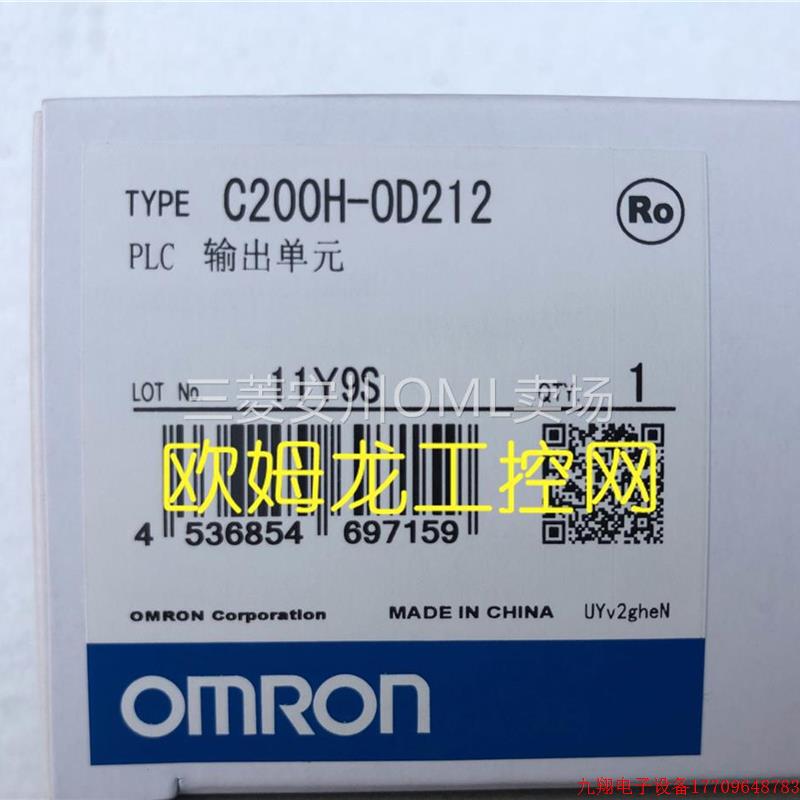 TYPE C200H-OD212
Ro
PLC 输出单元
LOT No. 11Y9S QTY. 1
三菱安川OML卖场
欧姆龙工控网
4 536854 697159
OMRON Corporation MADE IN CHINA UYv2gheN
OMRON
九翔电子设备17709648783